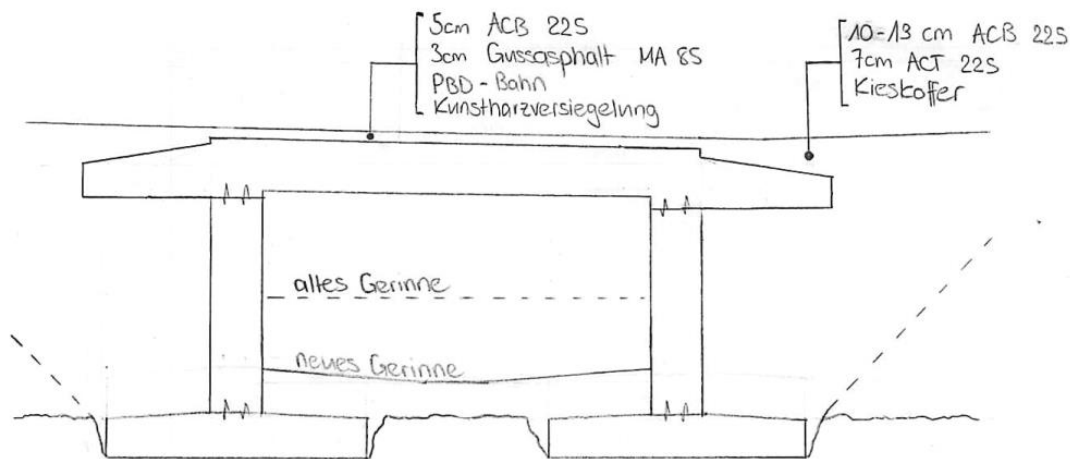 5cm ACB 22S
3cm Gussasphalt MA 8S
PBD-Bahn
Kunstharzversiegelung
10-13 cm ACB 22S
7cm ACT 22S
Kieskoffer
altes Gerinne
neues Gerinne